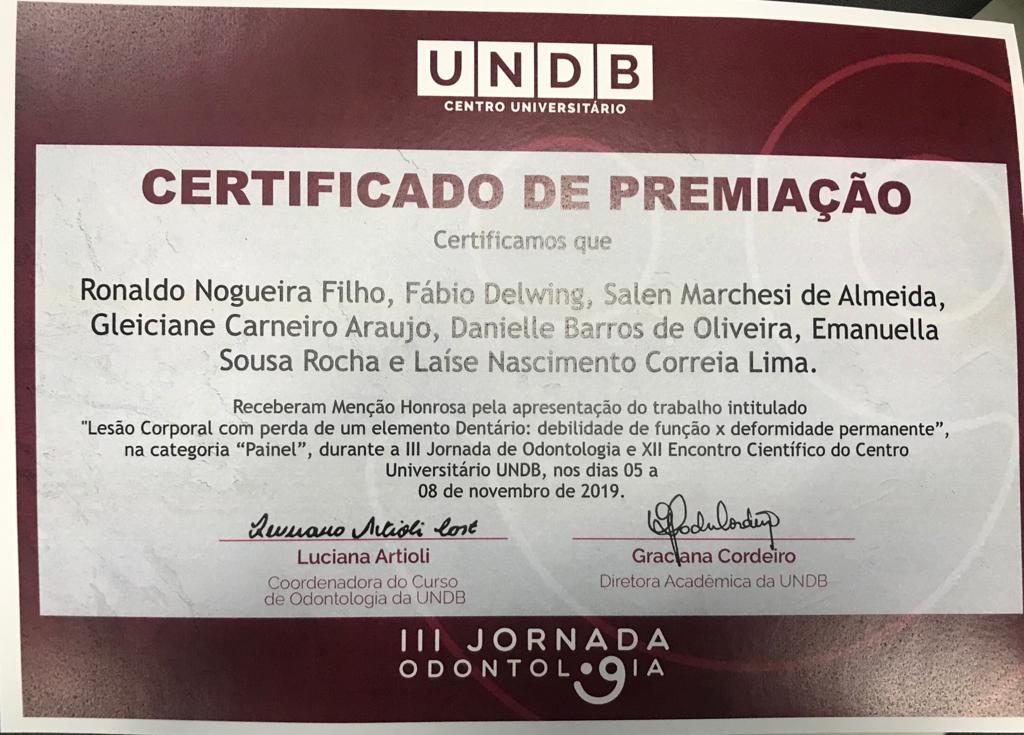 UNDB
CENTRO UNIVERSITÁRIO
CERTIFICADO DE PREMIAÇÃO
Certificamos que
Ronaldo Nogueira Filho, Fábio Delwing, Salen Marchesi de Almeida,
Gleiciane Carneiro Araujo, Danielle Barros de Oliveira, Emanuella
Sousa Rocha e Laíse Nascimento Correia Lima.
Receberam Menção Honrosa pela apresentação do trabalho intitulado
"Lesão Corporal com perda de um elemento Dentário: debilidade de função x deformidade permanente”,
na categoria “Painel”, durante a III Jornada de Odontologia e XII Encontro Científico do Centro
Universitário UNDB, nos dias 05 a
08 de novembro de 2019.
Luciana Artioli
Graciana Cordeiro
Coordenadora do Curso
de Odontologia da UNDB
Diretora Acadêmica da UNDB
III JORNADA
ODONTOLOGIA